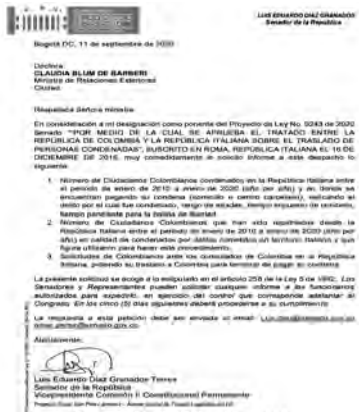 LUIS EDUARDO DIAZ GRANADOS
Senador de la República
Bogotá DC, 11 de septiembre de 2020
Doctora
CLAUDIA BLUM DE BARBERI
Ministra de Relaciones Exteriores
Ciudad
Respetada Señora ministra:
En consideración a mi designación como ponente del Proyecto de Ley No. 0243 de 2020
Senado "POR MEDIO DE LA CUAL SE APRUEBA EL TRATADO ENTRE LA
REPÚBLICA DE COLOMBIA Y LA REPÚBLICA ITALIANA SOBRE EL TRASLADO DE
PERSONAS CONDENADAS", SUSCRITO EN ROMA, REPÚBLICA ITALIANA EL 16 DE
DICIEMBRE DE 2016, muy comedidamente le solicito informe a este despacho lo
siguiente:
1. Número de Ciudadanos Colombianos condenados en la República Italiana entre
el periodo de enero de 2010 a enero de 2020 (año por año) y en donde se
encuentran pagando su condena (domicilio o centro carcelario), indicando el
delito por el cual fue condenado, rango de edades, tiempo impuesto de condena,
tiempo pendiente para la boleta de libertad
2. Número de Ciudadanos Colombianos que han sido repatriados desde la
República Italiana entre el periodo de enero de 2010 a enero de 2020 (año por
año) en calidad de condenados por delitos cometidos en territorio italiano y que
figura utilizaron para hacer este procedimiento.
3. Solicitudes de Colombianos ante los consulados de Colombia en la República
Italiana, pidiendo su traslado a Colombia para terminar de pagar su condena.
La presente solicitud se acoge a lo estipulado en el artículo 258 de la Ley 5 de 1992, Los
Senadores y Representantes pueden solicitar cualquier informe a los funcionarios
autorizados para expedirlo, en ejercicio del control que corresponde adelantar al
Congreso. En los cinco (5) días siguientes deberá procederse a su cumplimiento.
La respuesta a esta petición debe ser enviada al email:
Atentamente,
Luis Eduardo Diaz Granados Torres
Senador de la República
Vicepresidente Comisión I Constitucional Permanente